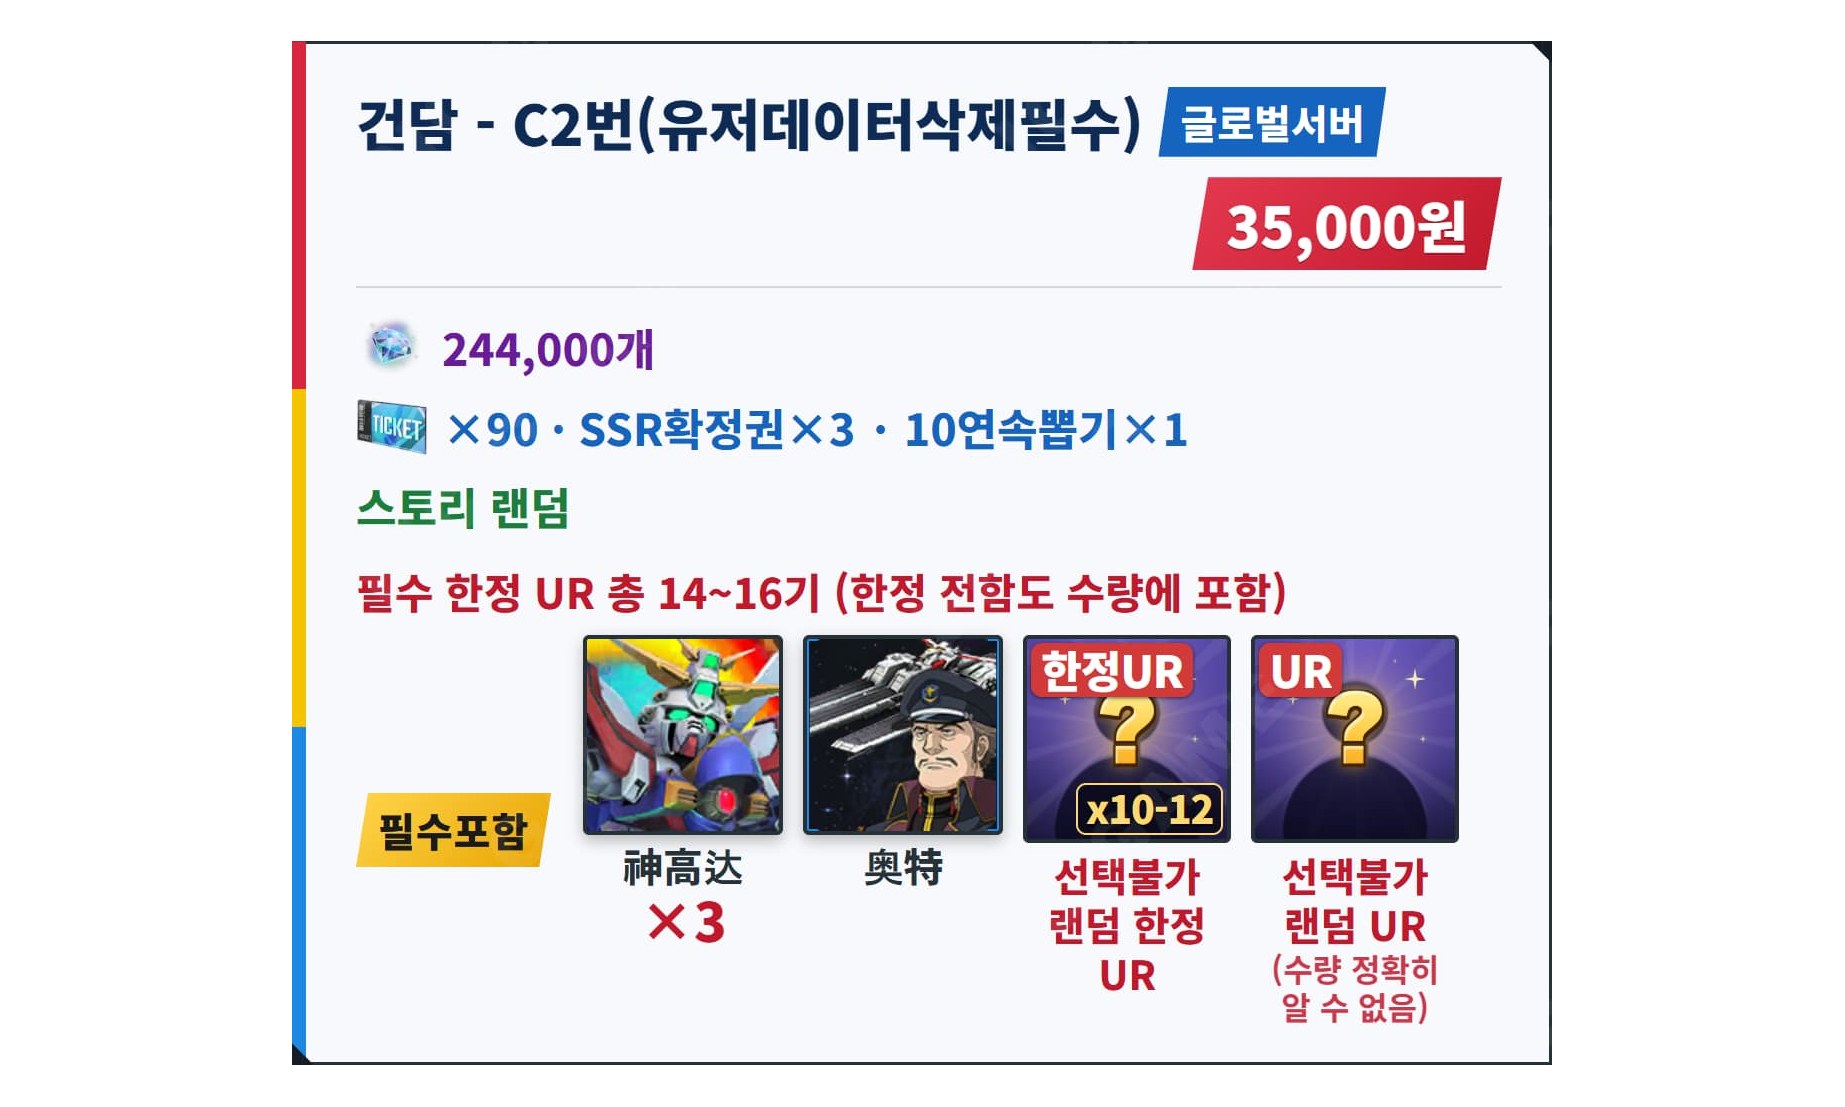 건담 - C2번(유저데이터삭제필수) 글로벌서버
35,000원
244,000개
TICKET ×90 · SSR확정권×3 · 10연속뽑기×1
스토리 랜덤
필수 한정 UR 총 14~16기 (한정 전함도 수량에 포함)
필수포함
神高达
×3
奥特
한정UR
?
x10-12
선택불가
랜덤 한정
UR
UR
?
선택불가
랜덤 UR
(수량 정확히
알 수 없음)